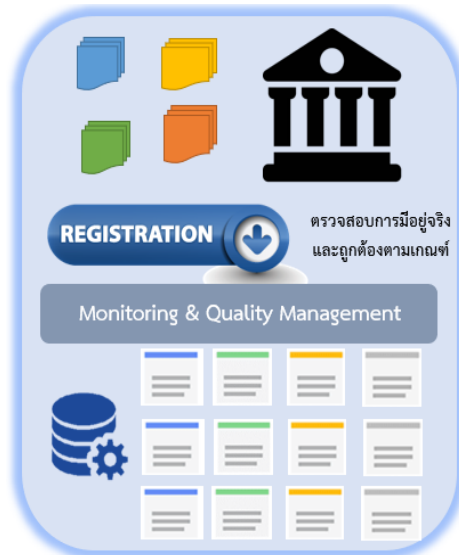 REGISTRATION
ตรวจสอบการมีอยู่จริง
และถูกต้องตามเกณฑ์
Monitoring & Quality Management